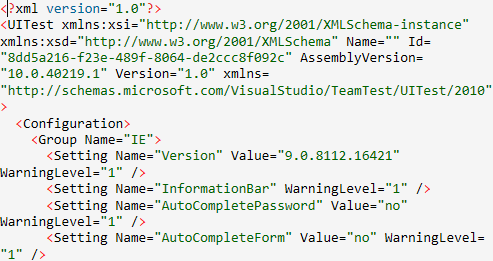 <?xml version="1.0"?>
<UITest xmlns:xsi="http://www.w3.org/2001/XMLSchema-instance"
xmlns:xsd="http://www.w3.org/2001/XMLSchema" Name="" Id=
"8dd5a216-f23e-489f-8064-de2ccc8f092c" AssemblyVersion=
"10.0.40219.1" Version="1.0" xmlns=
"http://schemas.microsoft.com/VisualStudio/TeamTest/UITest/2010"
>
  <Configuration>
    <Group Name="IE">
      <Setting Name="Version" Value="9.0.8112.16421"
WarningLevel="1" />
      <Setting Name="InformationBar" WarningLevel="1" />
      <Setting Name="AutoCompletePassword" Value="no"
WarningLevel="1" />
      <Setting Name="AutoCompleteForm" Value="no" WarningLevel=
"1" />